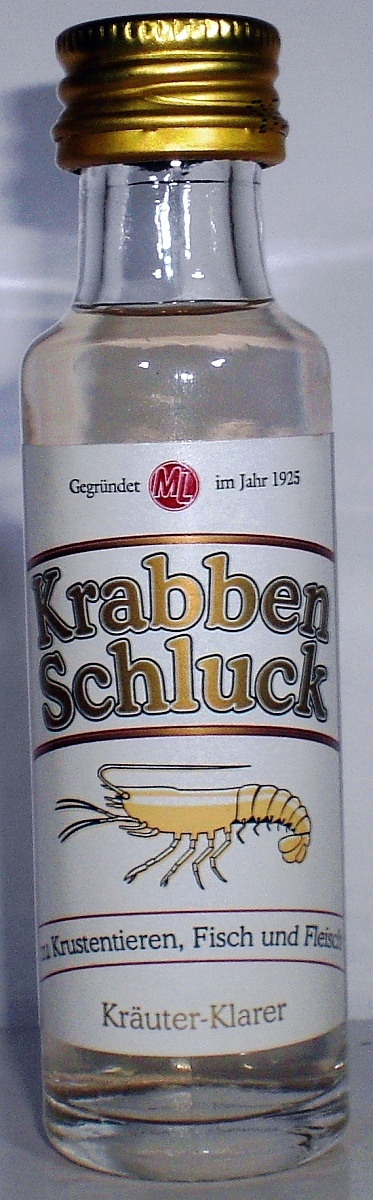 Gegründet ML im Jahr 1925
Krabben
Schluck
zu Krustentieren, Fisch und Fleisch
Kräuter-Klarer